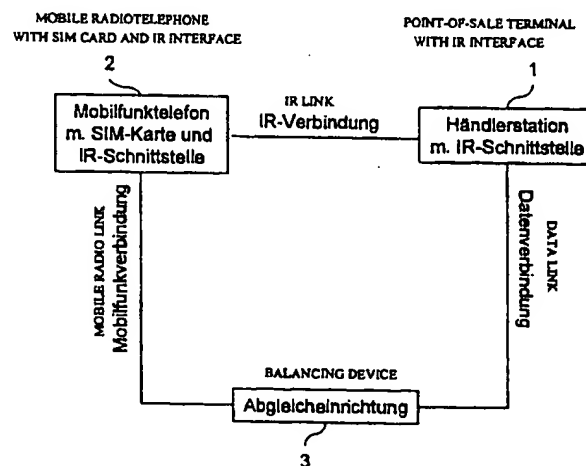 MOBILE RADIOTELEPHONE
WITH SIM CARD AND IR INTERFACE
2
Mobilfunktelefon
m. SIM-Karte und
IR-Schnittstelle
POINT-OF-SALE TERMINAL
WITH IR INTERFACE
1
Händlerstation
m. IR-Schnittstelle
IR LINK
IR-Verbindung
MOBILE RADIO LINK
Mobilfunkverbindung
DATA LINK
Datenverbindung
BALANCING DEVICE
Abgleicheinrichtung
3